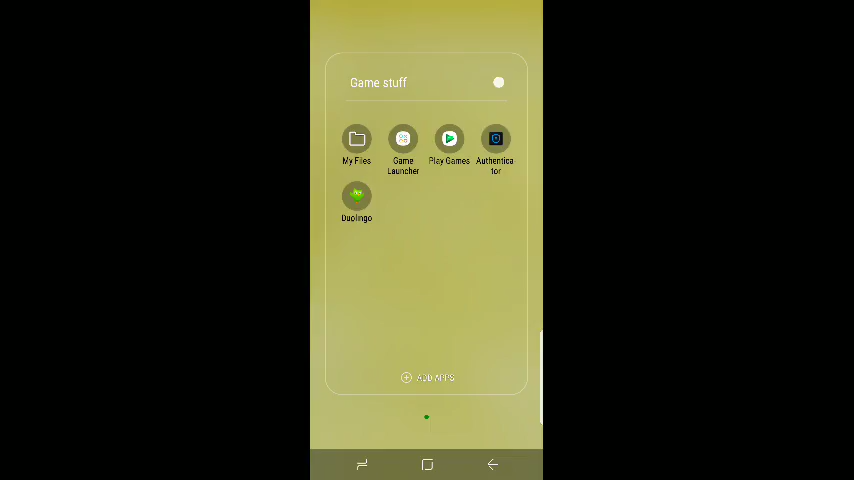 Game stuff
My Files
Game
Launcher
Play Games
Authentica
tor
Duolingo
ADD APPS